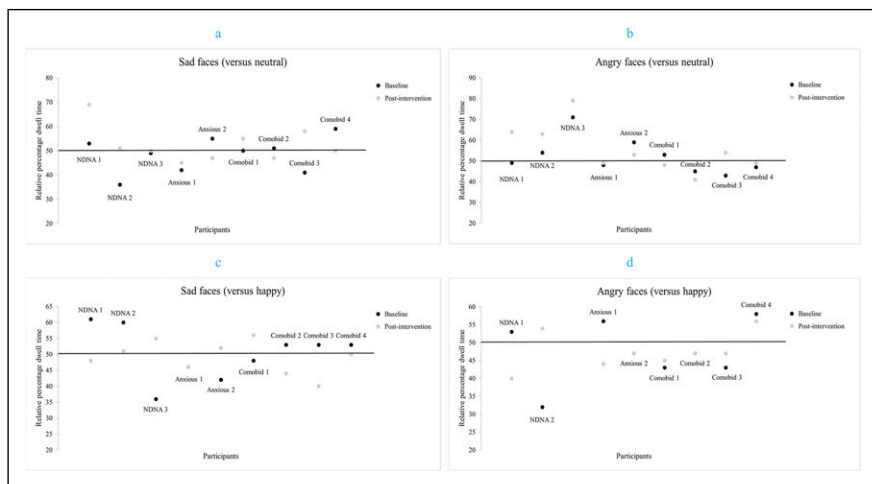 a
Sad faces (versus neutral)
Relative percentage dwell time
80
70
60
50
40
30
20
NDNA 1
NDNA 2
NDNA 3
Anxious 1
Anxious 2
Comobid 1
Comobid 2
Comobid 3
Comobid 4
Baseline
Post-intervention
Participants
b
Angry faces (versus neutral)
Relative percentage dwell time
90
80
70
60
50
40
30
20
NDNA 1
NDNA 2
NDNA 3
Anxious 1
Anxious 2
Comobid 1
Comobid 2
Comobid 3
Comobid 4
Baseline
Post-intervention
Participants
c
Sad faces (versus happy)
Relative percentage dwell time
65
60
55
50
45
40
35
30
25
20
NDNA 1
NDNA 2
NDNA 3
Anxious 1
Anxious 2
Comobid 1
Comobid 2
Comobid 3
Comobid 4
Baseline
Post-intervention
Participants
d
Angry faces (versus happy)
Relative percentage dwell time
60
55
50
45
40
35
30
25
20
NDNA 1
NDNA 2
Anxious 1
Anxious 2
Comobid 1
Comobid 2
Comobid 3
Comobid 4
Baseline
Post-intervention
Participants